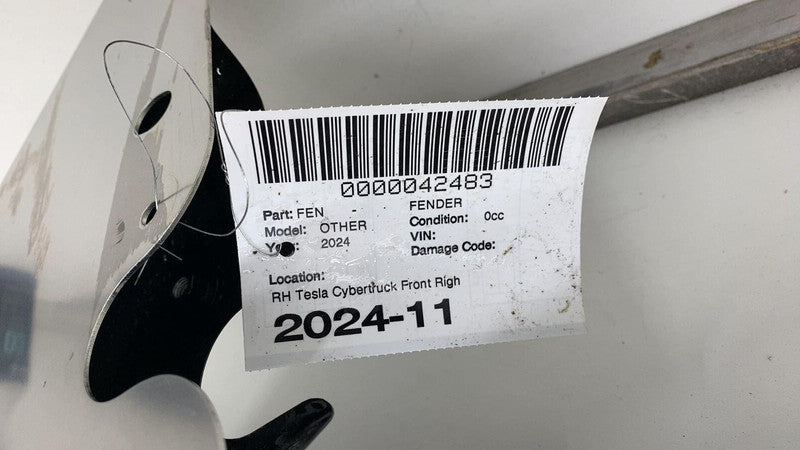 0000042483
Part: FEN - FENDER
Model: OTHER Condition: 0cc
Year: 2024 VIN:
Damage Code:
Location:
RH Tesla Cybertruck Front Righ
2024-11